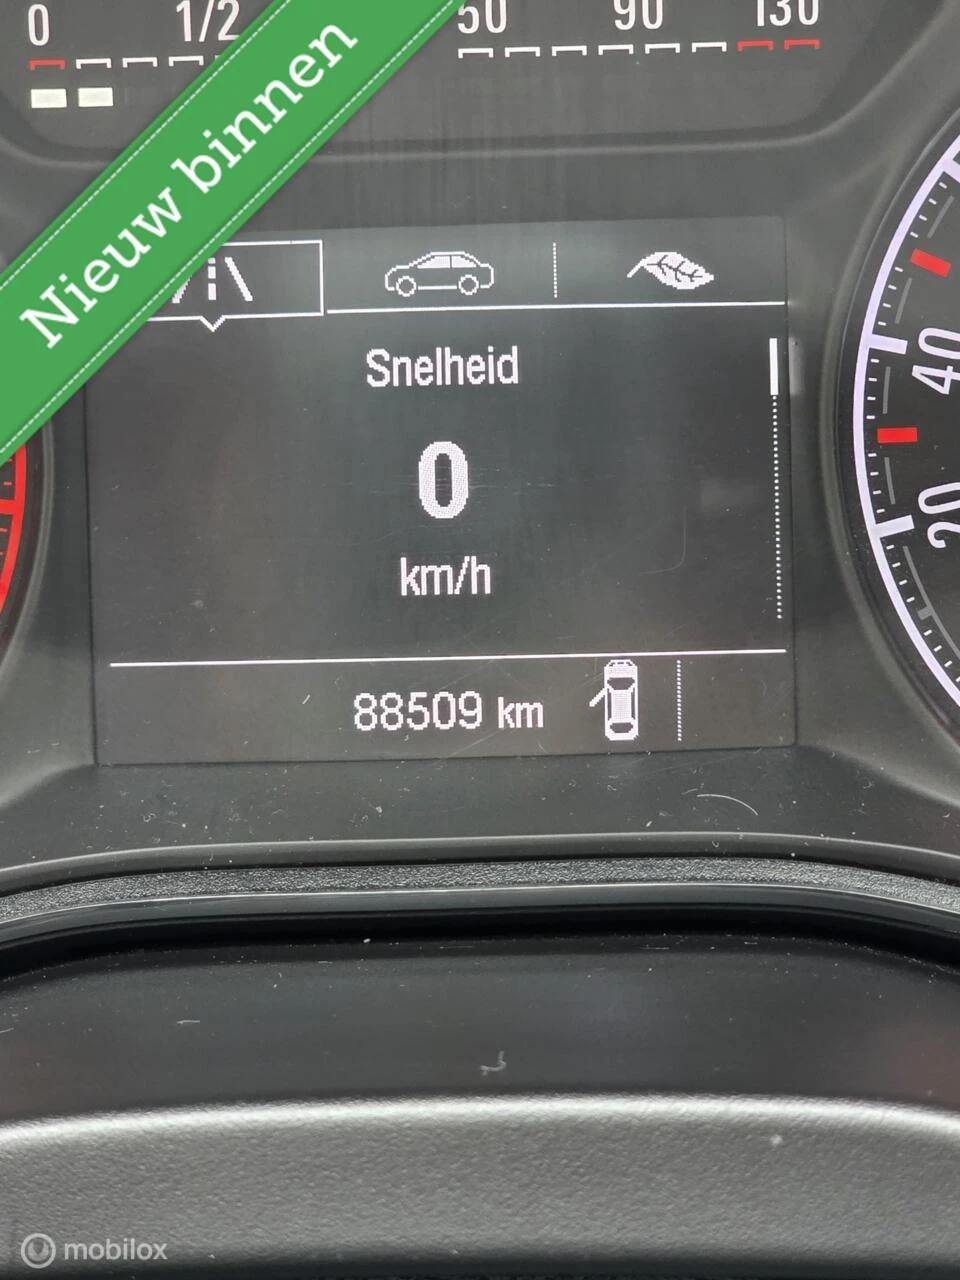 0 1/2 50 90 130
Nieuw binnen
Snelheid
0
km/h
40
20
88509 km
mobilox